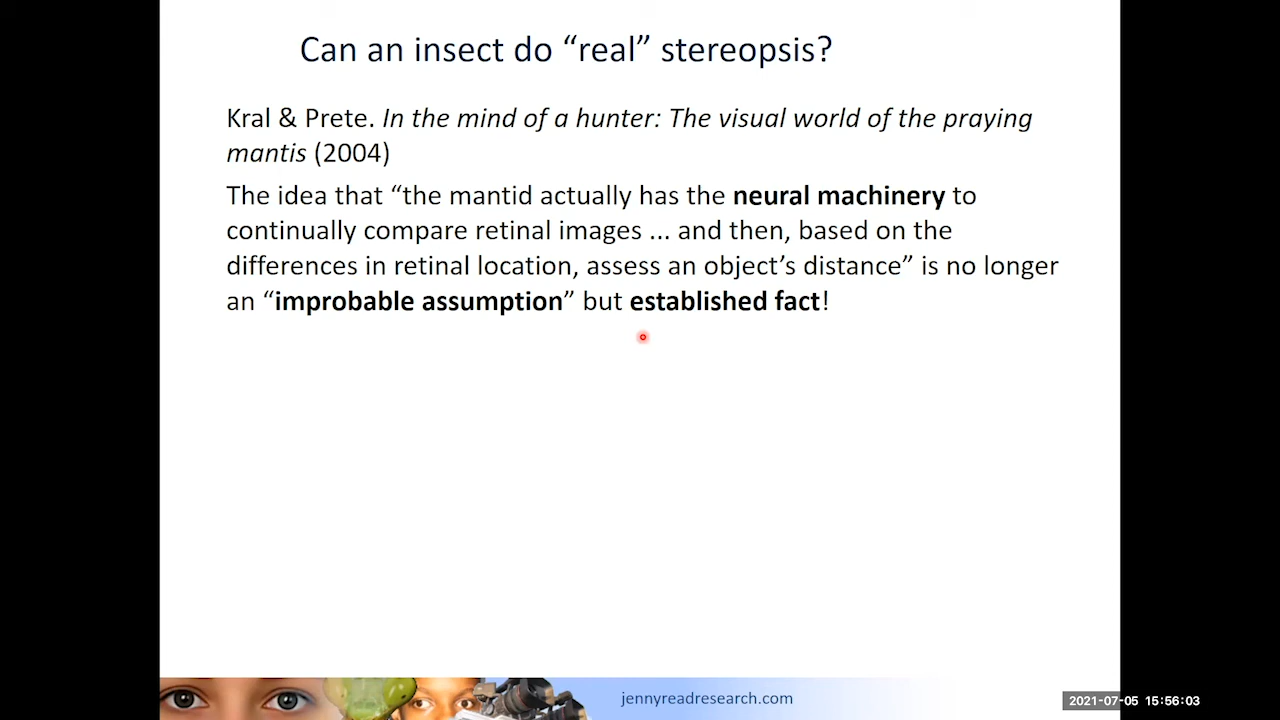 Can an insect do “real” stereopsis?
Kral & Prete. In the mind of a hunter: The visual world of the praying
mantis (2004)
The idea that “the mantid actually has the neural machinery to
continually compare retinal images ... and then, based on the
differences in retinal location, assess an object’s distance” is no longer
an “improbable assumption” but established fact!
jennyreadresearch.com
2021-07-05 15:56:03